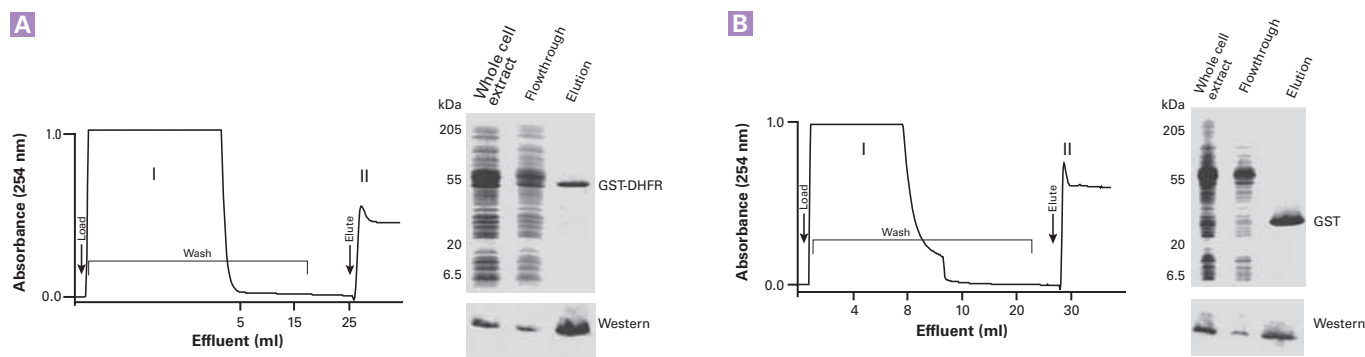 A
Absorbance (254 nm)
1.0
0.0
I
II
Load
Wash
Elute
5
15
25
Effluent (ml)
Whole cell
extract
Flowthrough
Elution
kDa
205
55
20
6.5
GST-DHFR
Western
B
Absorbance (254 nm)
1.0
0.0
I
II
Load
Wash
Elute
4
8
10
20
30
Effluent (ml)
Whole cell
extract
Flowthrough
Elution
kDa
205
55
20
6.5
GST
Western